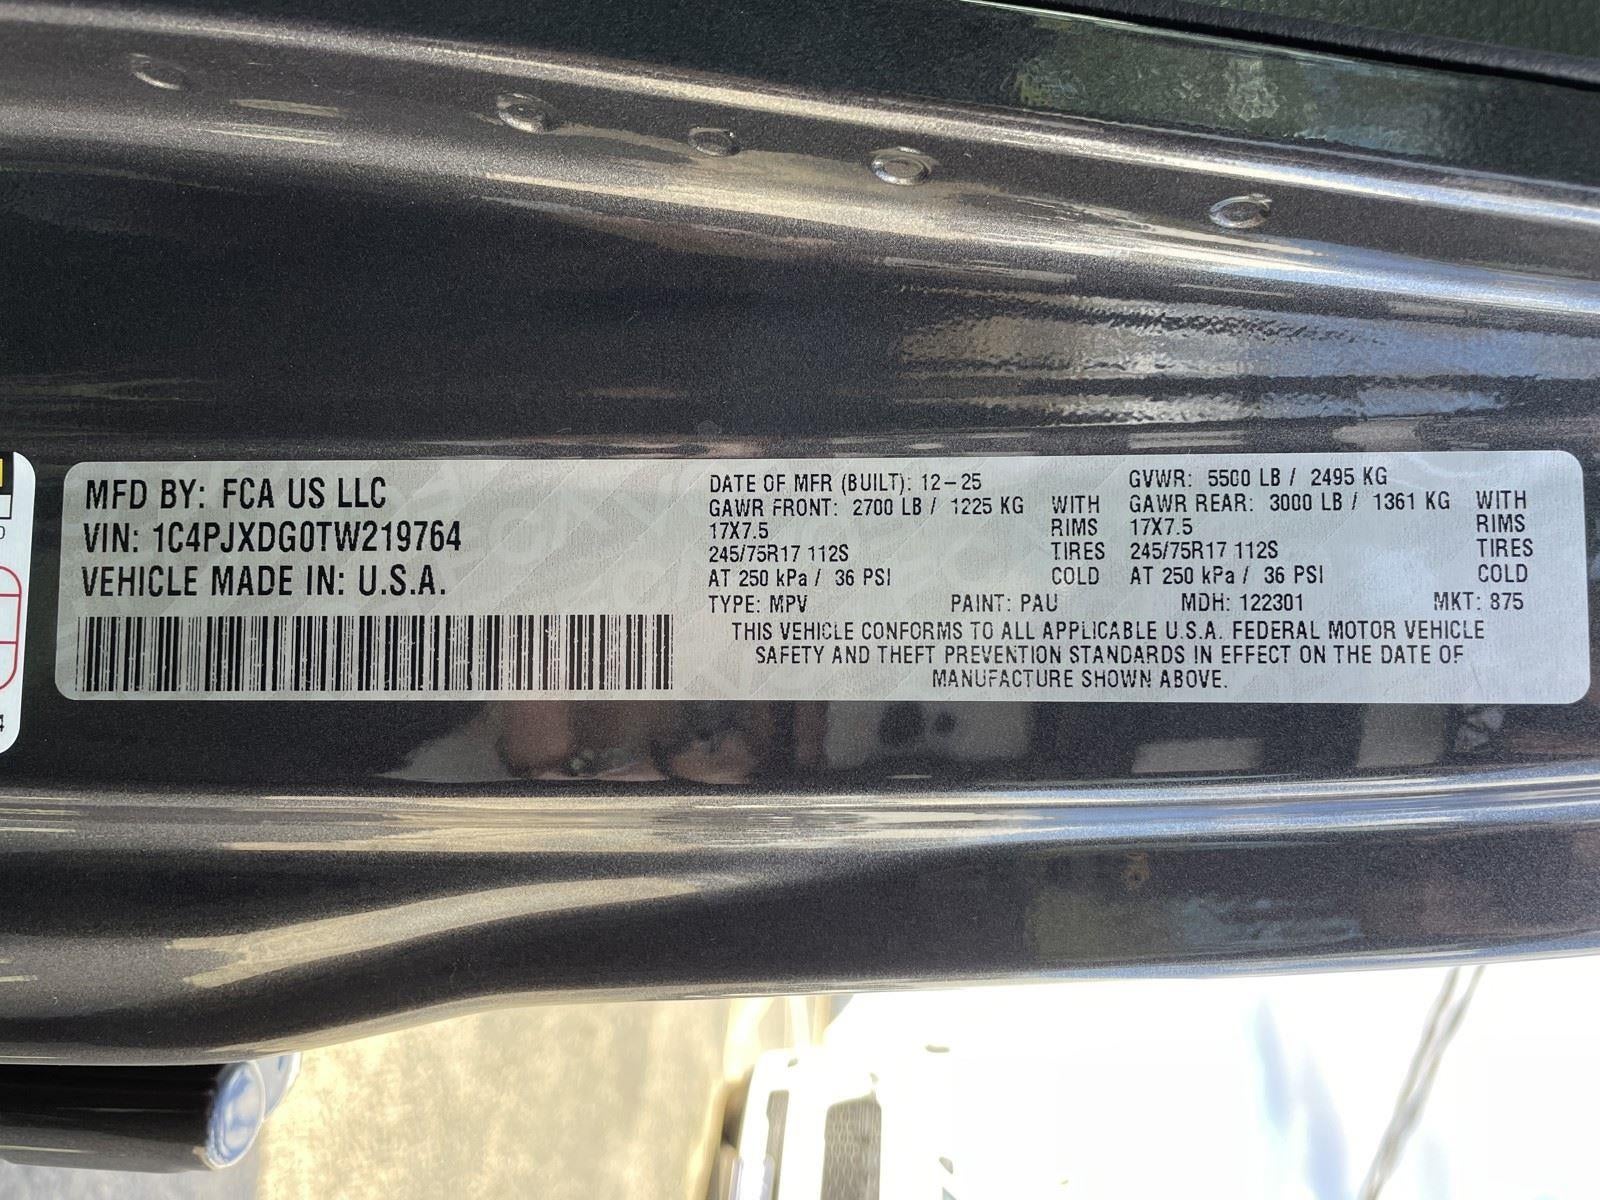 MFD BY: FCA US LLC
VIN: 1C4PJXDG0TW219764
VEHICLE MADE IN: U.S.A.
DATE OF MFR (BUILT): 12-25
GVWR: 5500 LB / 2495 KG
GAWR FRONT: 2700 LB / 1225 KG WITH
GAWR REAR: 3000 LB / 1361 KG WITH
17X7.5 RIMS
17X7.5 RIMS
245/75R17 112S TIRES
245/75R17 112S TIRES
AT 250 kPa / 36 PSI COLD
AT 250 kPa / 36 PSI COLD
TYPE: MPV PAINT: PAU MDH: 122301 MKT: 875
THIS VEHICLE CONFORMS TO ALL APPLICABLE U.S.A. FEDERAL MOTOR VEHICLE
SAFETY AND THEFT PREVENTION STANDARDS IN EFFECT ON THE DATE OF
MANUFACTURE SHOWN ABOVE.